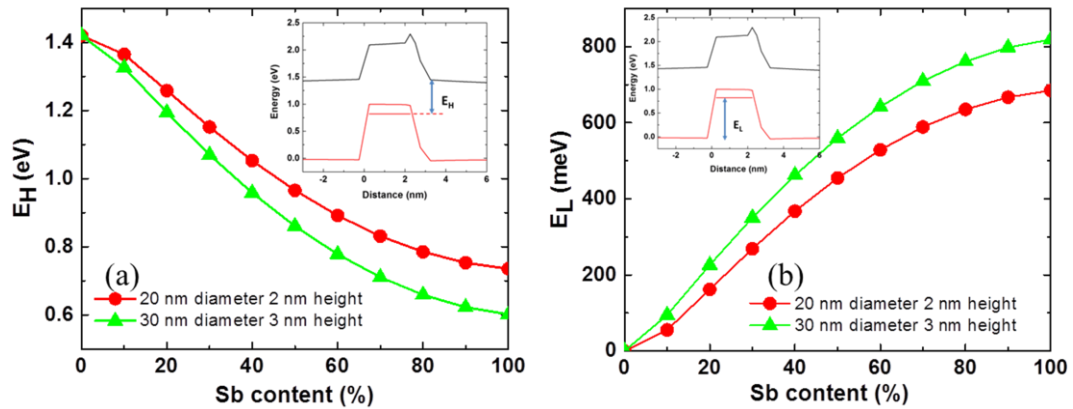 E_H (eV)
1.4
1.2
1.0
0.8
0.6
0 20 40 60 80 100
Sb content (%)
(a)
20 nm diameter 2 nm height
30 nm diameter 3 nm height
Energy (eV)
2.5
2.0
1.5
1.0
0.5
0.0
-2 0 2 4 6
Distance (nm)
E_H
E_L (meV)
800
600
400
200
0
0 20 40 60 80 100
Sb content (%)
(b)
20 nm diameter 2 nm height
30 nm diameter 3 nm height
Energy (eV)
2.5
2.0
1.5
1.0
0.5
0.0
-2 0 2 4 6
Distance (nm)
E_L